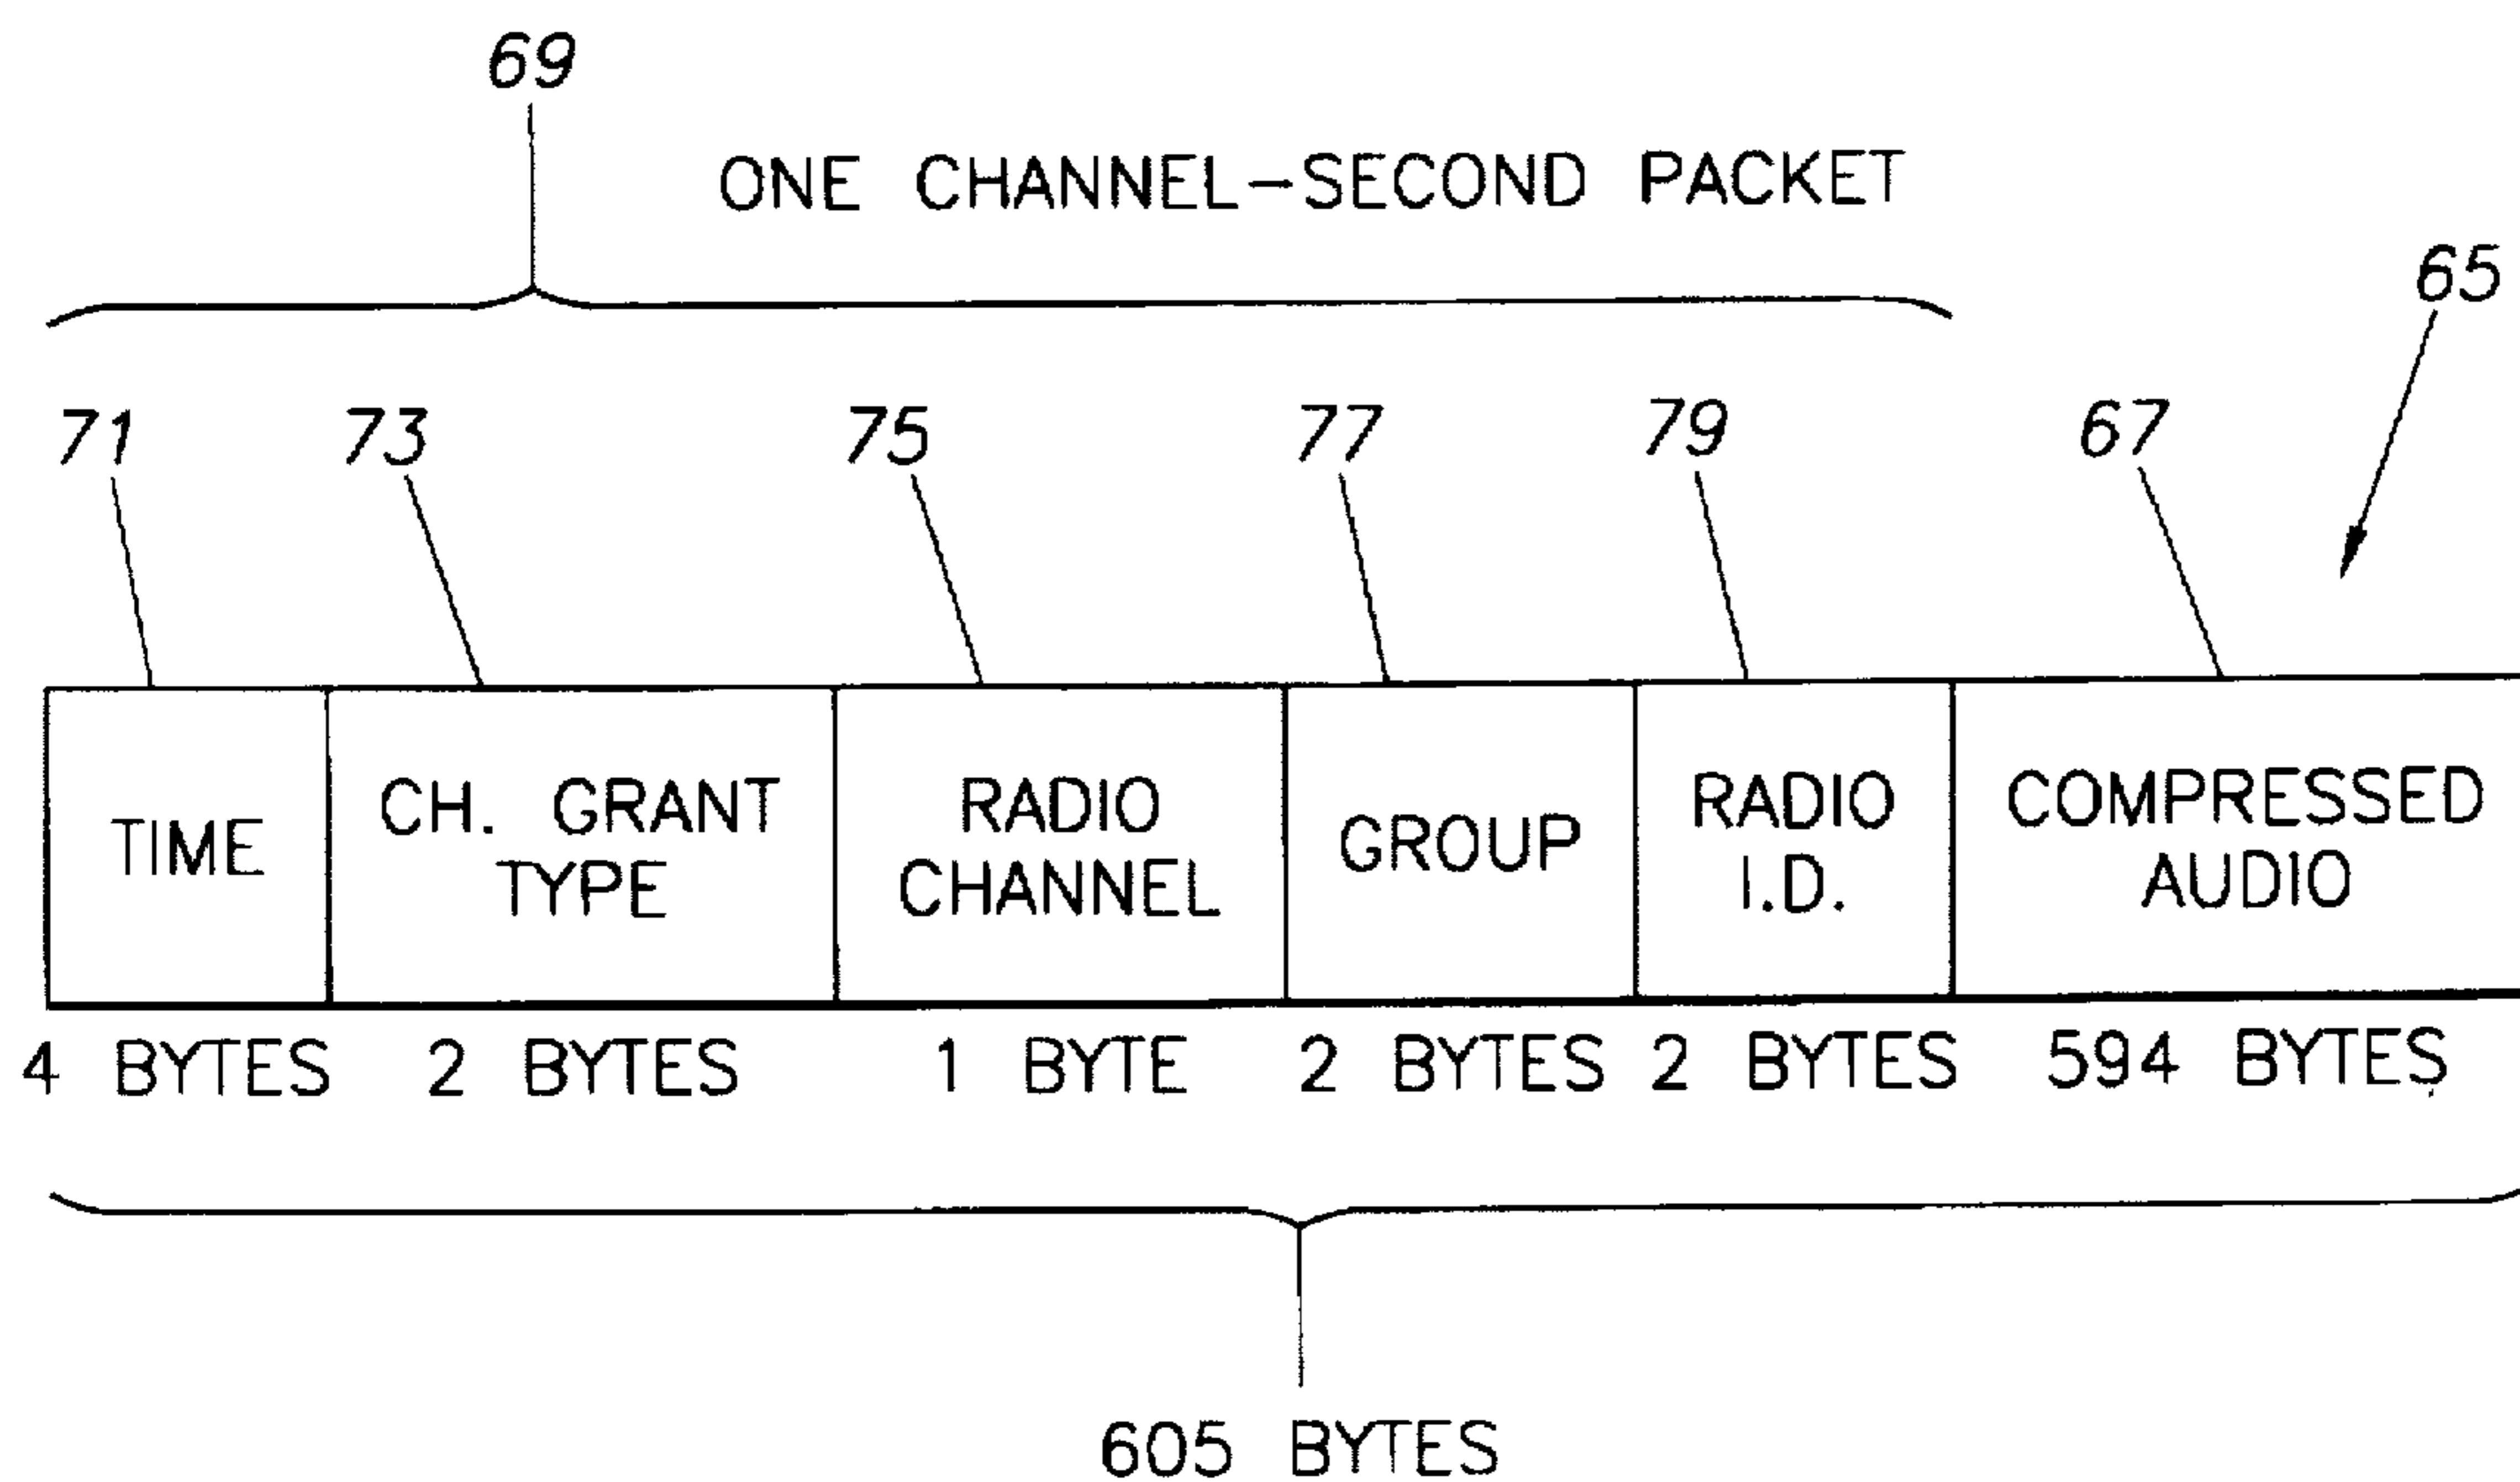 69
ONE CHANNEL-SECOND PACKET
65
71 73 75 77 79 67
TIME
CH. GRANT
TYPE
RADIO
CHANNEL
GROUP
RADIO
I.D.
COMPRESSED
AUDIO
4 BYTES 2 BYTES 1 BYTE 2 BYTES 2 BYTES 594 BYTES
605 BYTES